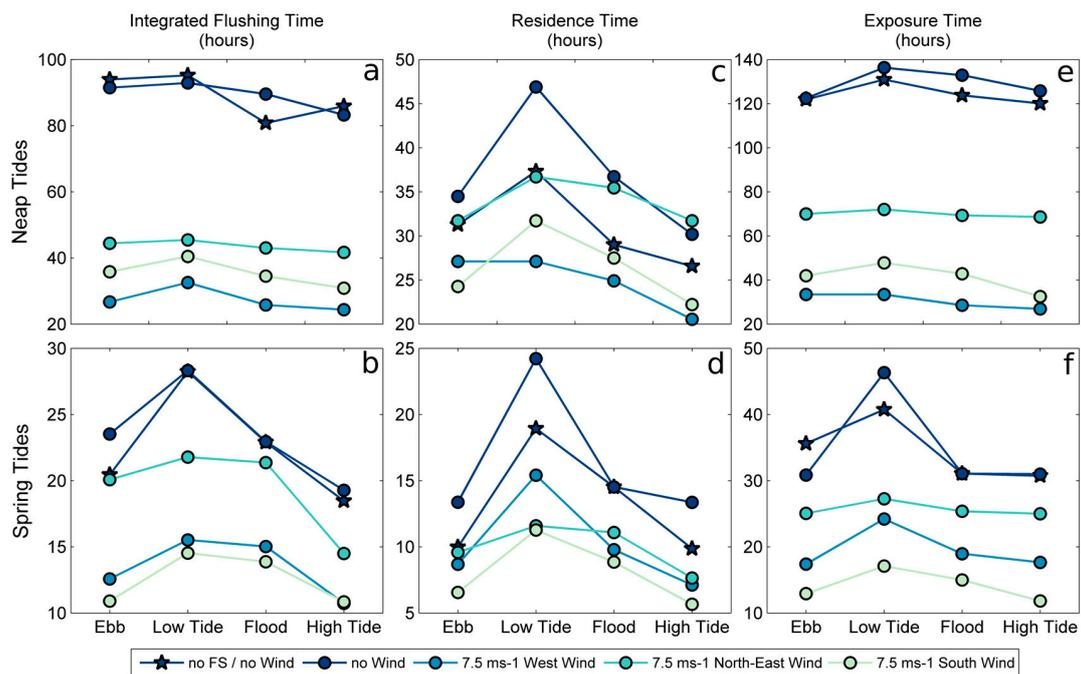 Integrated Flushing Time
(hours)
Residence Time
(hours)
Exposure Time
(hours)
Neap Tides
100
80
60
40
20
a
50
45
40
35
30
25
20
c
140
120
100
80
60
40
20
e
Spring Tides
30
25
20
15
10
b
25
20
15
10
5
d
50
40
30
20
10
f
Ebb Low Tide Flood High Tide
Ebb Low Tide Flood High Tide
Ebb Low Tide Flood High Tide
no FS / no Wind no Wind 7.5 ms-1 West Wind 7.5 ms-1 North-East Wind 7.5 ms-1 South Wind